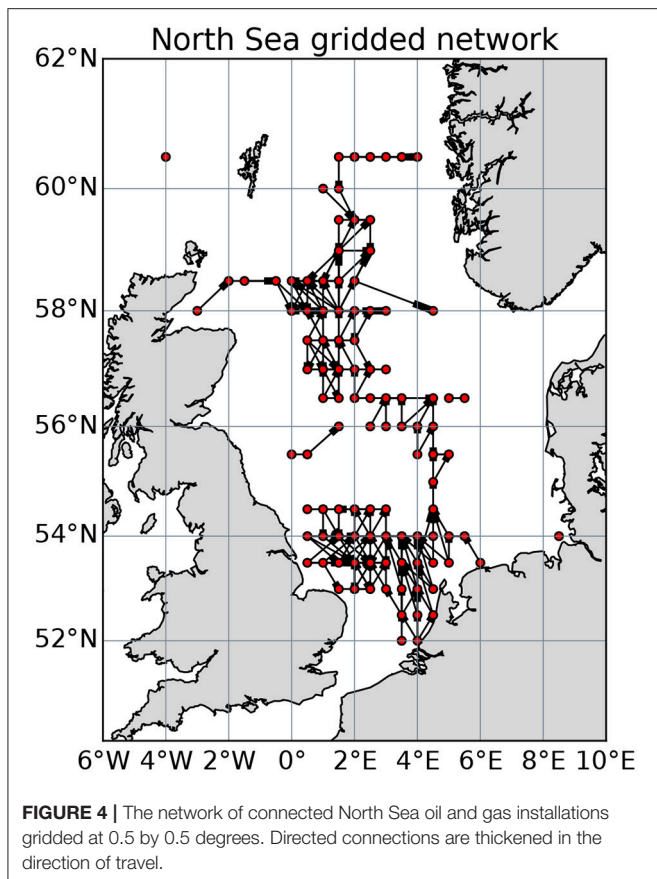 North Sea gridded network
62°N
60°N
58°N
56°N
54°N
52°N
6°W 4°W 2°W 0° 2°E 4°E 6°E 8°E 10°E
FIGURE 4 | The network of connected North Sea oil and gas installations
gridded at 0.5 by 0.5 degrees. Directed connections are thickened in the
direction of travel.